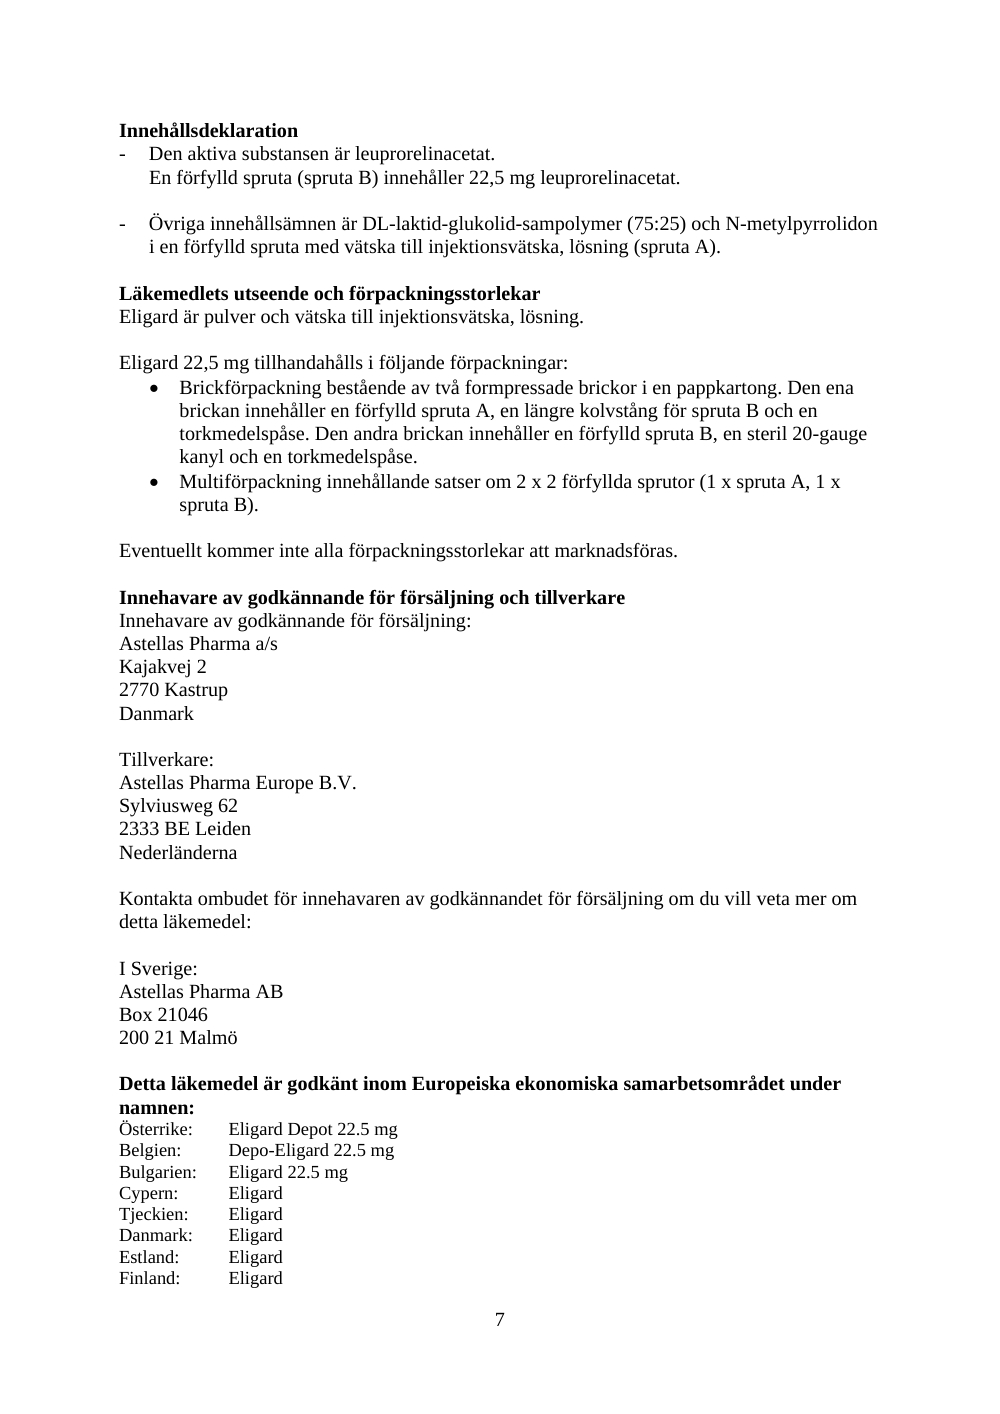 Innehållsdeklaration
- Den aktiva substansen är leuprorelinacetat.
En förfylld spruta (spruta B) innehåller 22,5 mg leuprorelinacetat.
- Övriga innehållsämnen är DL-laktid-glukolid-sampolymer (75:25) och N-metylpyrrolidon
i en förfylld spruta med vätska till injektionsvätska, lösning (spruta A).
Läkemedlets utseende och förpackningsstorlekar
Eligard är pulver och vätska till injektionsvätska, lösning.
Eligard 22,5 mg tillhandahålls i följande förpackningar:
• Brickförpackning bestående av två formpressade brickor i en pappkartong. Den ena
brickan innehåller en förfylld spruta A, en längre kolvstång för spruta B och en
torkmedelspåse. Den andra brickan innehåller en förfylld spruta B, en steril 20-gauge
kanyl och en torkmedelspåse.
• Multiförpackning innehållande satser om 2 x 2 förfyllda sprutor (1 x spruta A, 1 x
spruta B).
Eventuellt kommer inte alla förpackningsstorlekar att marknadsföras.
Innehavare av godkännande för försäljning och tillverkare
Innehavare av godkännande för försäljning:
Astellas Pharma a/s
Kajakvej 2
2770 Kastrup
Danmark
Tillverkare:
Astellas Pharma Europe B.V.
Sylviusweg 62
2333 BE Leiden
Nederländerna
Kontakta ombudet för innehavaren av godkännandet för försäljning om du vill veta mer om
detta läkemedel:
I Sverige:
Astellas Pharma AB
Box 21046
200 21 Malmö
Detta läkemedel är godkänt inom Europeiska ekonomiska samarbetsområdet under
namnen:
Österrike: Eligard Depot 22.5 mg
Belgien: Depo-Eligard 22.5 mg
Bulgarien: Eligard 22.5 mg
Cypern: Eligard
Tjeckien: Eligard
Danmark: Eligard
Estland: Eligard
Finland: Eligard
7